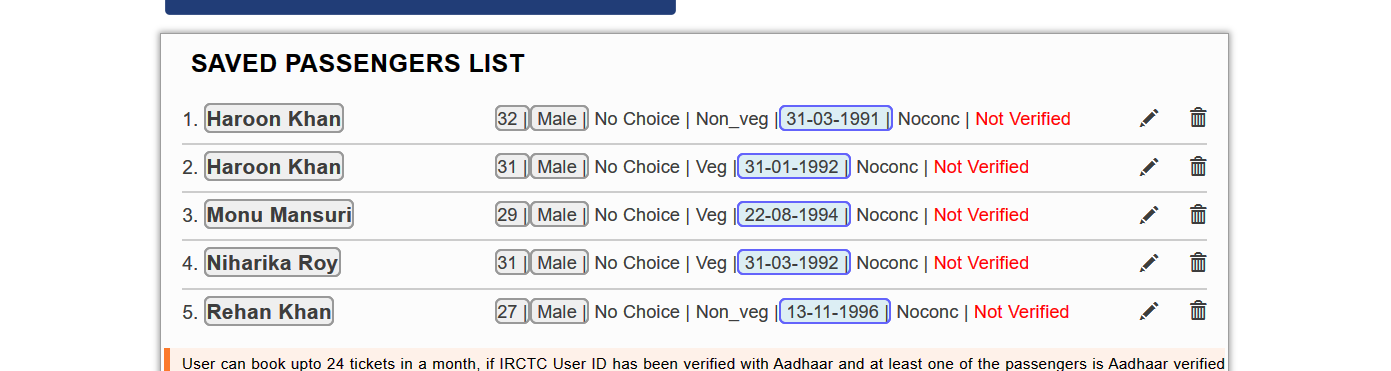 SAVED PASSENGERS LIST
1. Haroon Khan 32 | Male | No Choice | Non_veg | 31-03-1991 | Noconc | Not Verified
2. Haroon Khan 31 | Male | No Choice | Veg | 31-01-1992 | Noconc | Not Verified
3. Monu Mansuri 29 | Male | No Choice | Veg | 22-08-1994 | Noconc | Not Verified
4. Niharika Roy 31 | Male | No Choice | Veg | 31-03-1992 | Noconc | Not Verified
5. Rehan Khan 27 | Male | No Choice | Non_veg | 13-11-1996 | Noconc | Not Verified
User can book upto 24 tickets in a month, if IRCTC User ID has been verified with Aadhaar and at least one of the passengers is Aadhaar verified